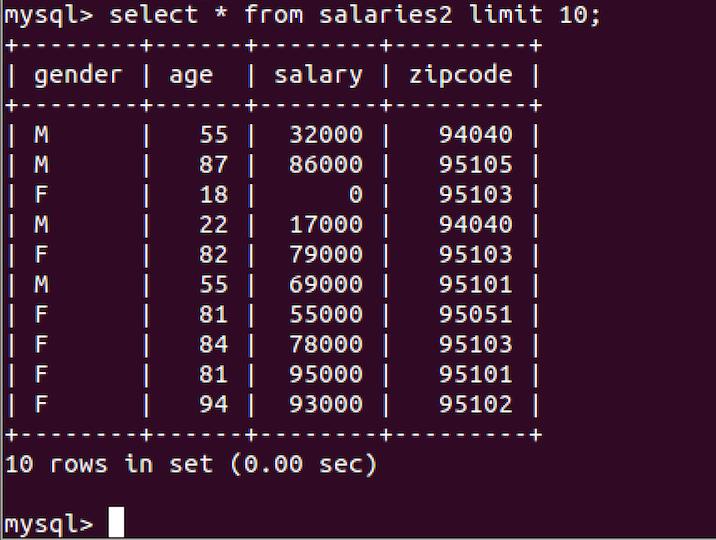 mysql> select * from salaries2 limit 10;
+--------+------+--------+---------+
| gender | age  | salary | zipcode |
+--------+------+--------+---------+
| M      |   55 |  32000 |   94040 |
| M      |   87 |  86000 |   95105 |
| F      |   18 |      0 |   95103 |
| M      |   22 |  17000 |   94040 |
| F      |   82 |  79000 |   95103 |
| M      |   55 |  69000 |   95101 |
| F      |   81 |  55000 |   95051 |
| F      |   84 |  78000 |   95103 |
| F      |   81 |  95000 |   95101 |
| F      |   94 |  93000 |   95102 |
+--------+------+--------+---------+
10 rows in set (0.00 sec)
mysql>